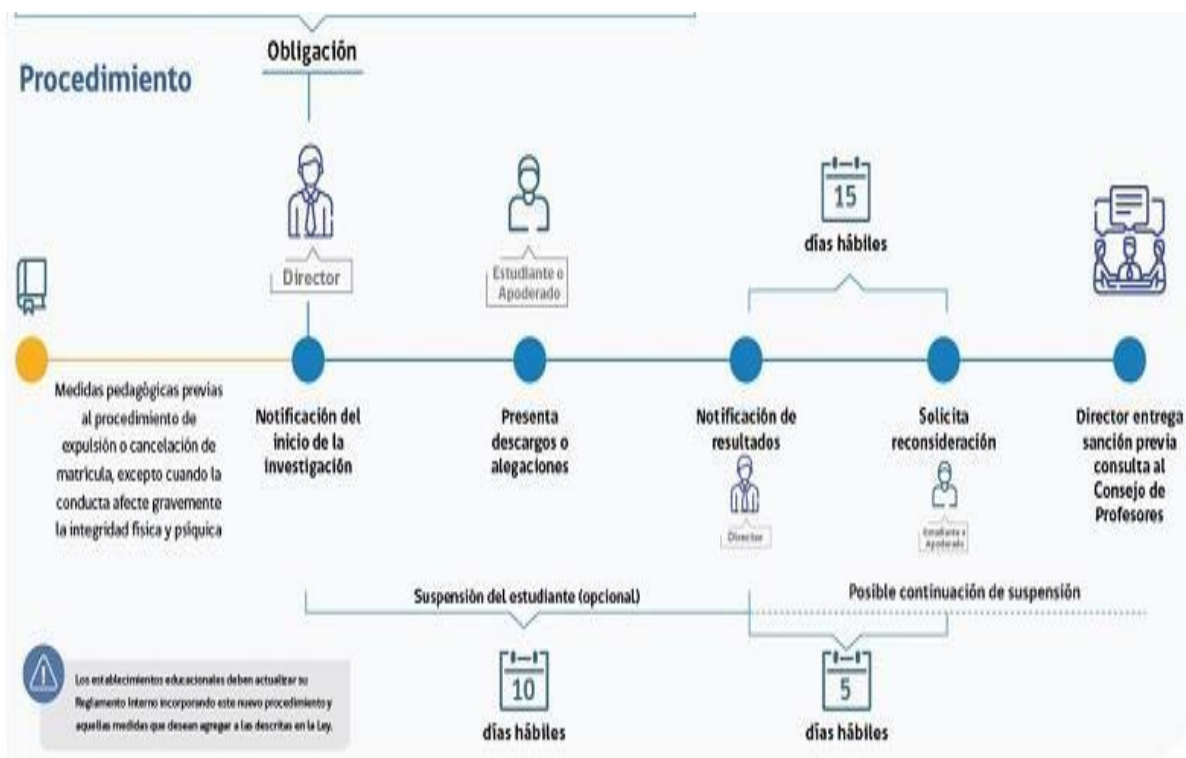 Obligación
Procedimiento
15
días hábiles
Director
Estudiante o
Apoderado
Medidas pedagógicas previas
al procedimiento de
expulsión o cancelación de
matrícula, excepto cuando la
conducta afecte gravemente
la integridad física y psíquica
Notificación del
inicio de la
investigación
Presenta
descargos o
alegaciones
Notificación de
resultados
Director
Solicita
reconsideración
Estudiante o
Apoderado
Director entrega
sanción previa
consulta al
Consejo de
Profesores
Suspensión del estudiante (opcional)
Posible continuación de suspensión
10
días hábiles
5
días hábiles
Los establecimientos educacionales deben actualizar su
Reglamento Interno incorporando este nuevo procedimiento y
aquellas medidas que desean agregar a las descritas en la Ley.